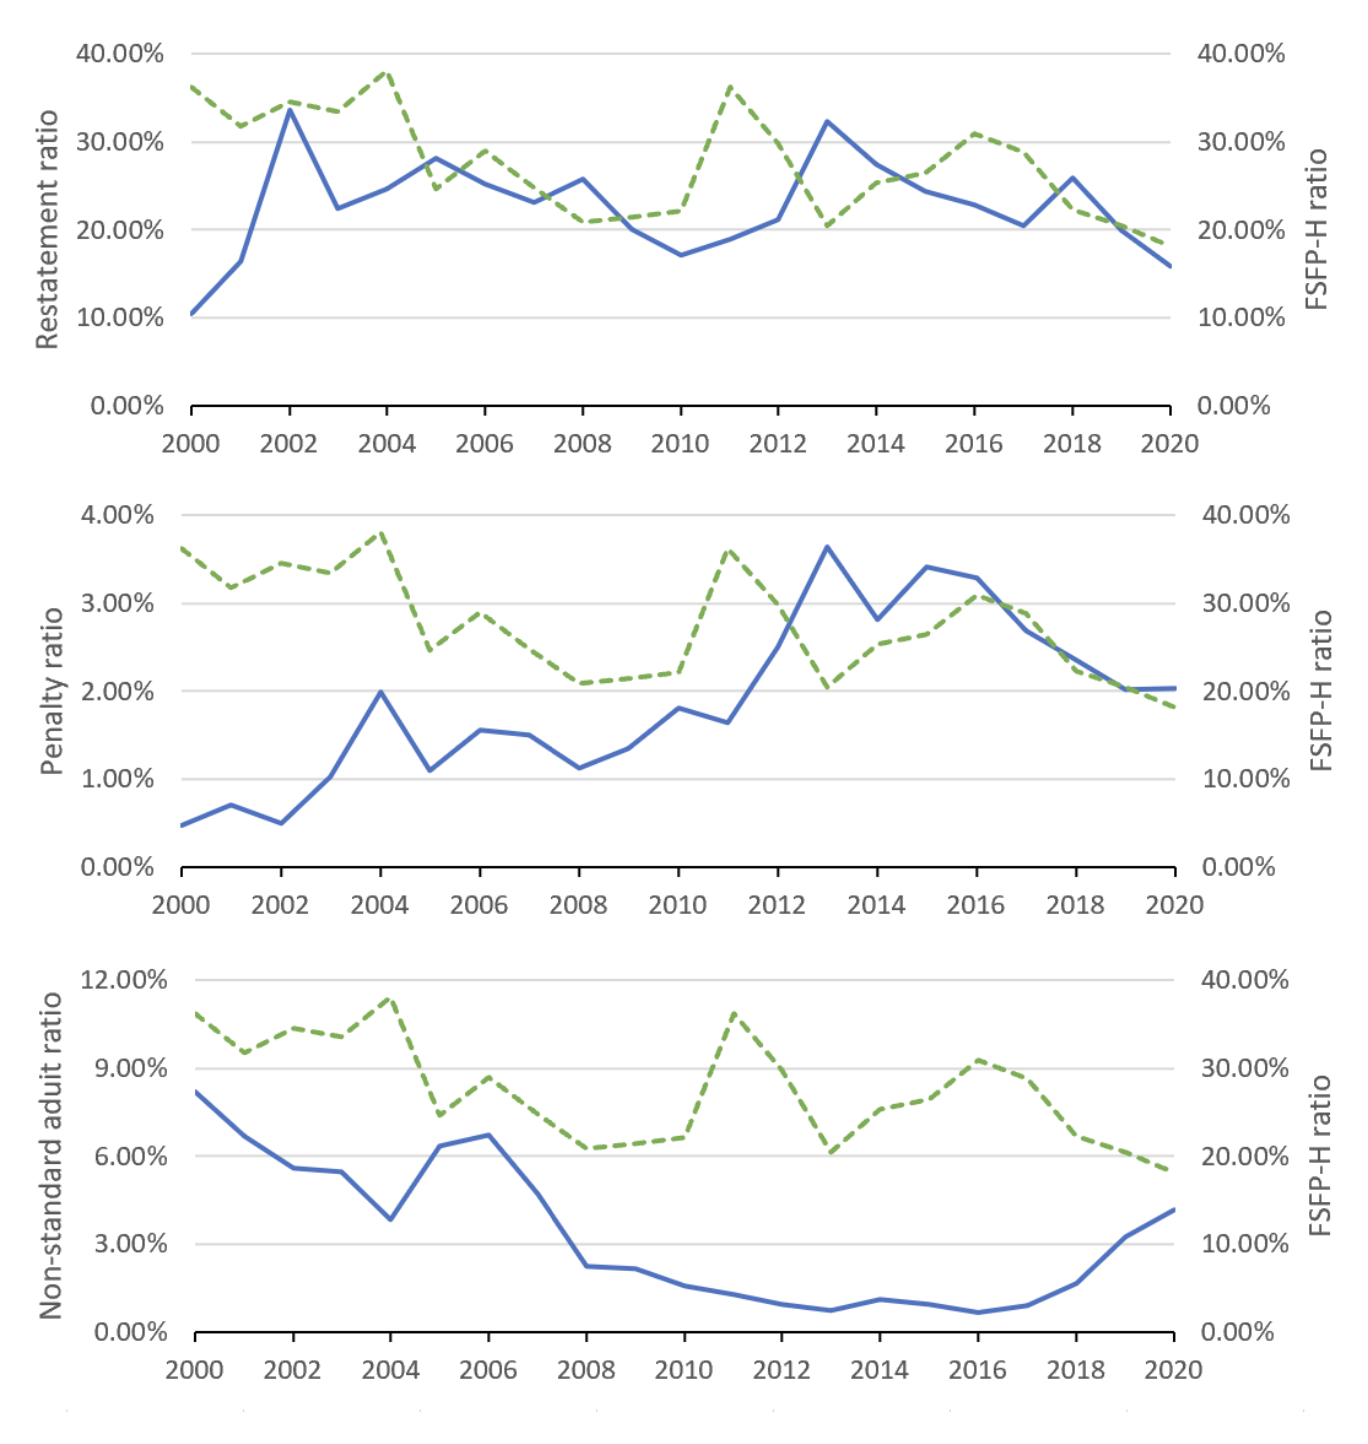 40.00% 40.00%
30.00% 30.00%
20.00% 20.00%
10.00% 10.00%
0.00% 0.00%
Restatement ratio
FSFP-H ratio
2000 2002 2004 2006 2008 2010 2012 2014 2016 2018 2020
4.00% 40.00%
3.00% 30.00%
2.00% 20.00%
1.00% 10.00%
0.00% 0.00%
Penalty ratio
FSFP-H ratio
2000 2002 2004 2006 2008 2010 2012 2014 2016 2018 2020
12.00% 40.00%
9.00% 30.00%
6.00% 20.00%
3.00% 10.00%
0.00% 0.00%
Non-standard aduit ratio
FSFP-H ratio
2000 2002 2004 2006 2008 2010 2012 2014 2016 2018 2020